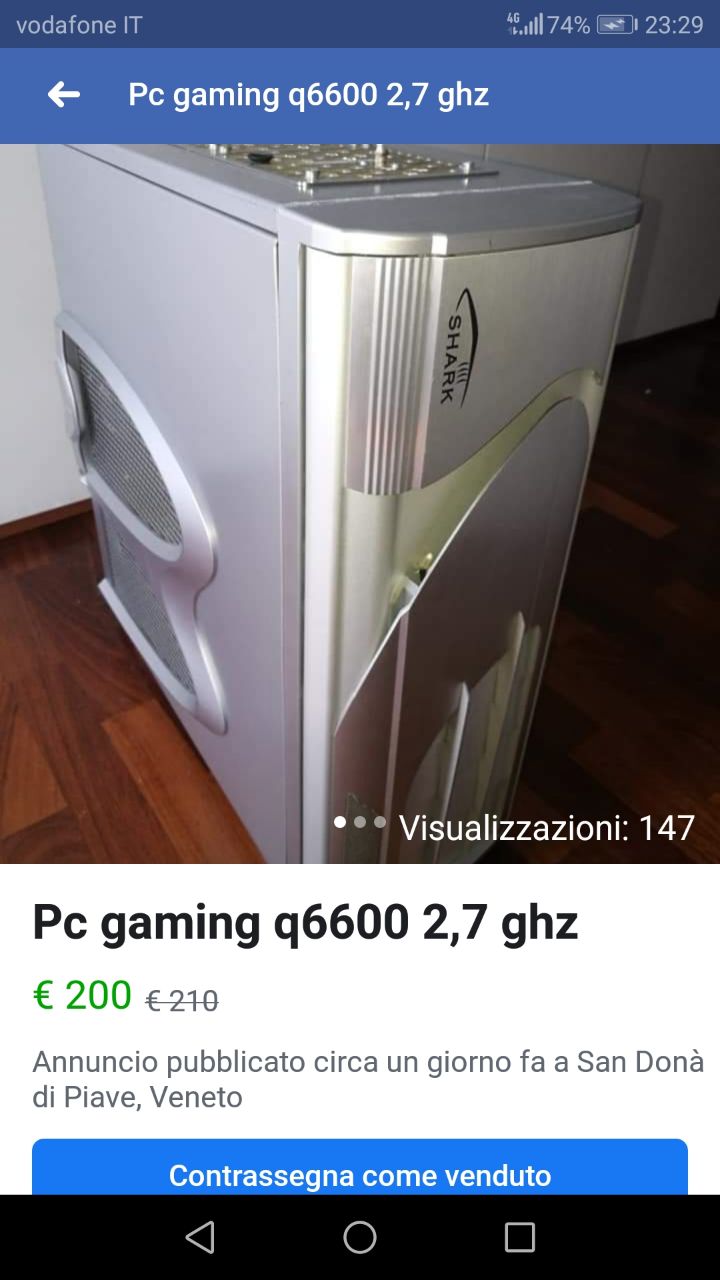 vodafone IT
4G 74% 23:29
Pc gaming q6600 2,7 ghz
SHARK
Visualizzazioni: 147
Pc gaming q6600 2,7 ghz
€ 200 € 210
Annuncio pubblicato circa un giorno fa a San Donà
di Piave, Veneto
Contrassegna come venduto